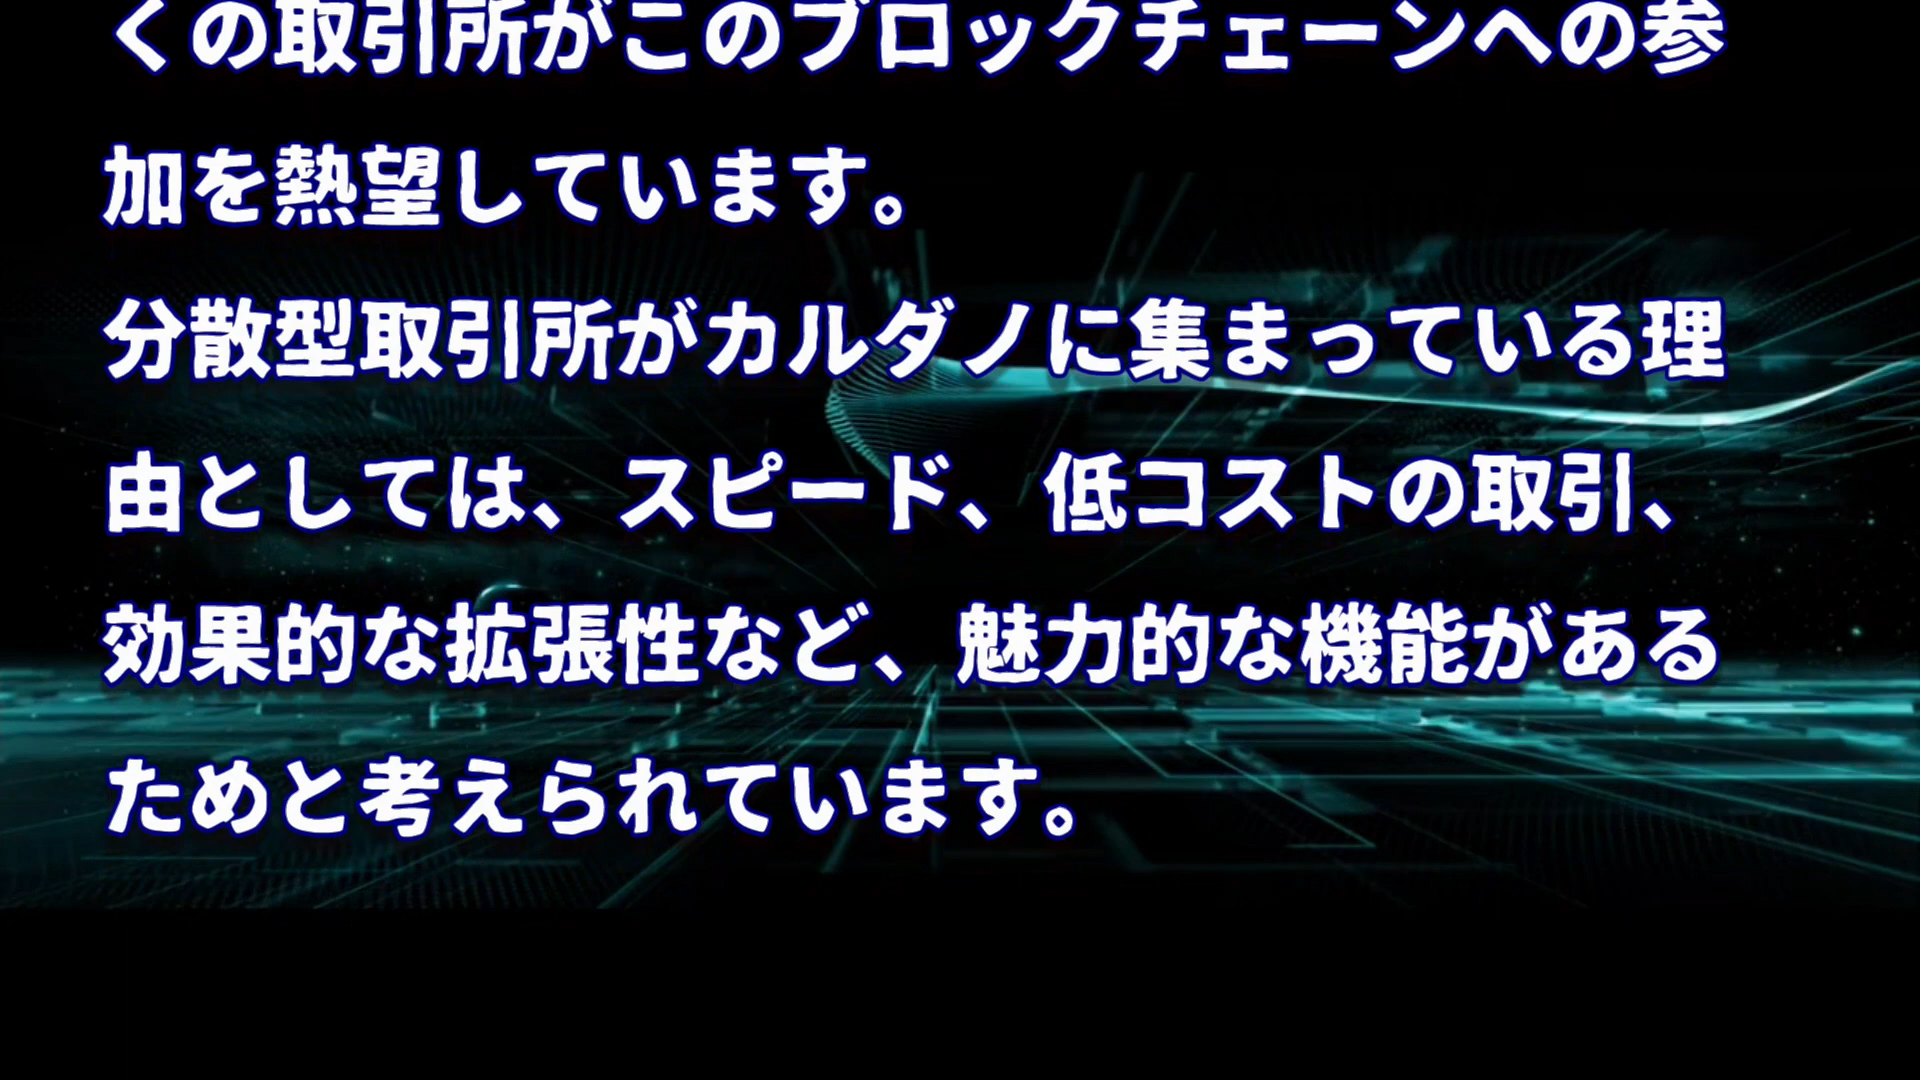 くの取引所がこのブロックチェーンへの参
加を熱望しています。
分散型取引所がカルダノに集まっている理
由としては、スピード、低コストの取引、
効果的な拡張性など、魅力的な機能がある
ためと考えられています。